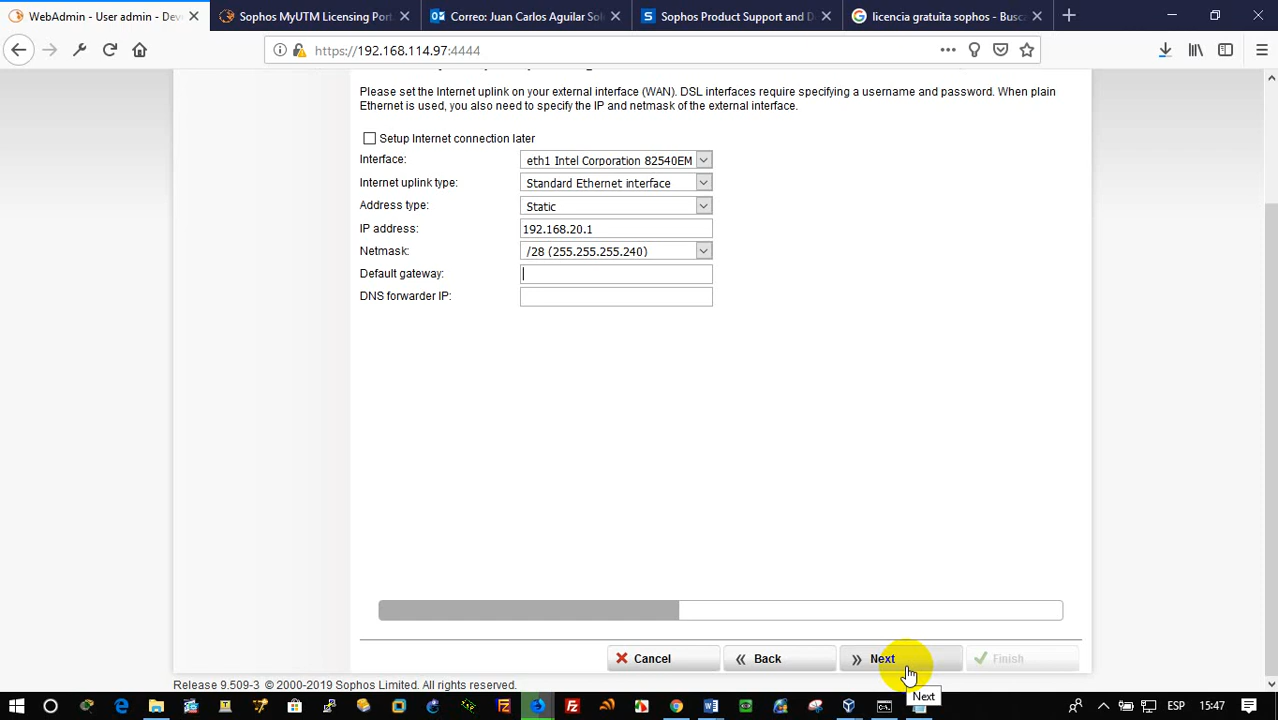 WebAdmin - User admin - Dev
Sophos MyUTM Licensing Port
Correo: Juan Carlos Aguilar So
Sophos Product Support and D
licencia gratuita sophos - Busc
https://192.168.114.97:4444
Please set the Internet uplink on your external interface (WAN). DSL interfaces require specifying a username and password. When plain
Ethernet is used, you also need to specify the IP and netmask of the external interface.
Setup Internet connection later
Interface: eth1 Intel Corporation 82540EM
Internet uplink type: Standard Ethernet interface
Address type: Static
IP address: 192.168.20.1
Netmask: /28 (255.255.255.240)
Default gateway:
DNS forwarder IP:
Cancel
Back
Next
Finish
Next
Release 9.509-3 © 2000-2019 Sophos Limited. All rights reserved.
ESP
15:47